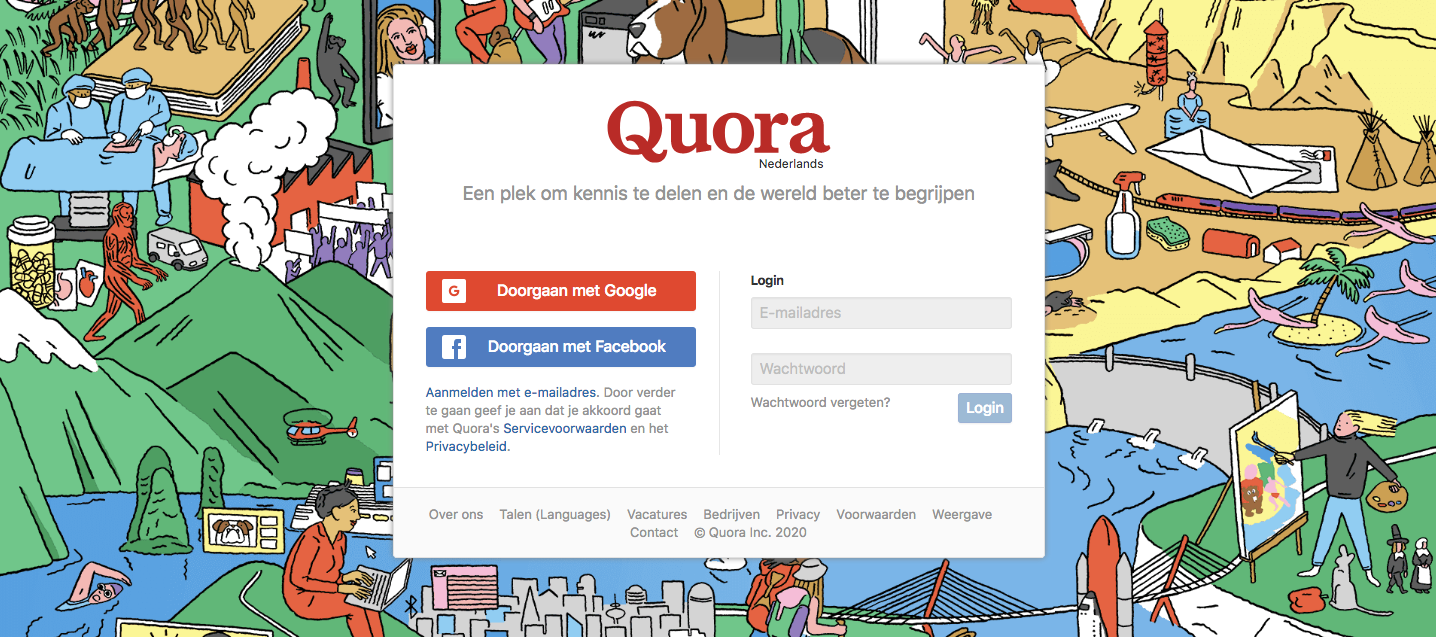 Quora
Nederlands
Een plek om kennis te delen en de wereld beter te begrijpen
G Doorgaan met Google
f Doorgaan met Facebook
Aanmelden met e-mailadres. Door verder
te gaan geef je aan dat je akkoord gaat
met Quora's Servicevoorwaarden en het
Privacybeleid.
Login
E-mailadres
Wachtwoord
Wachtwoord vergeten? Login
Over ons Talen (Languages) Vacatures Bedrijven Privacy Voorwaarden Weergave
Contact © Quora Inc. 2020